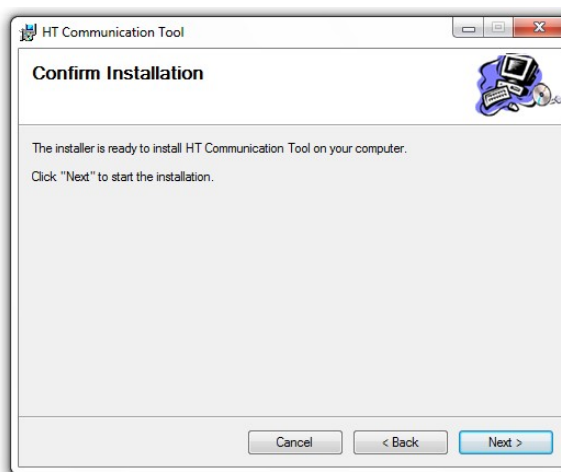 HT Communication Tool
Confirm Installation
The installer is ready to install HT Communication Tool on your computer.
Click "Next" to start the installation.
Cancel
< Back
Next >